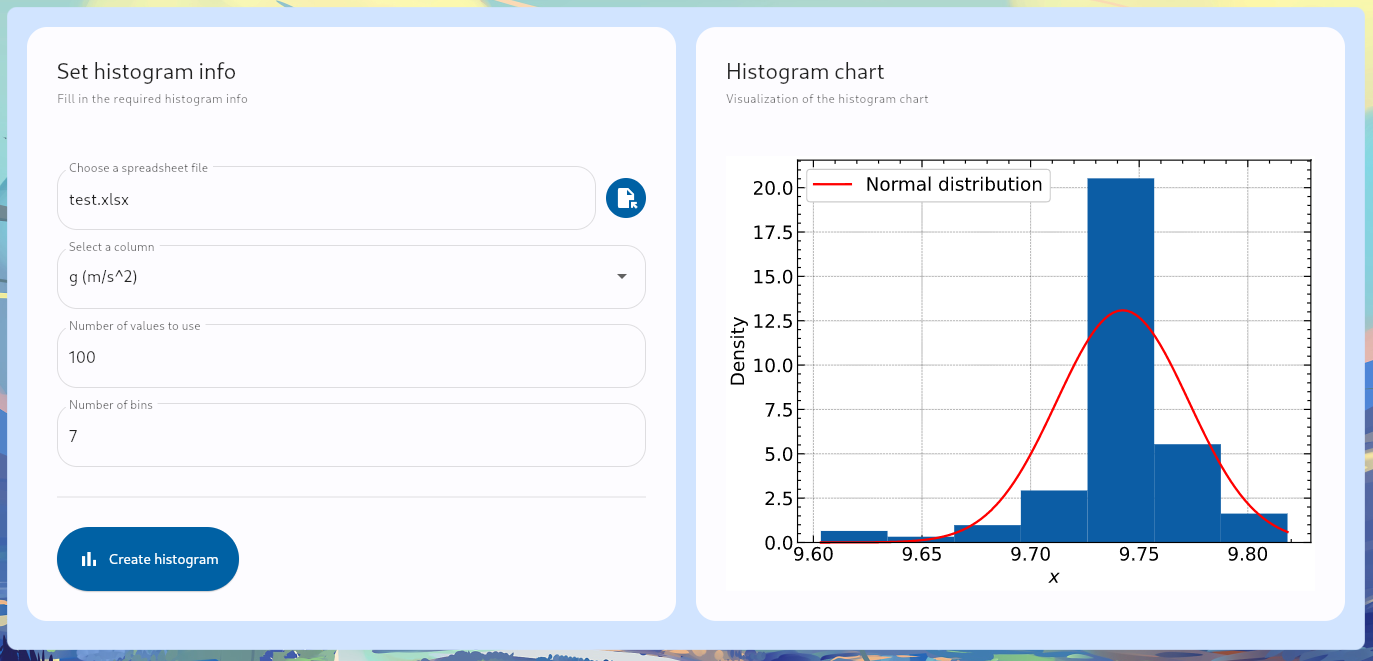 Set histogram info
Fill in the required histogram info
Choose a spreadsheet file
test.xlsx
Select a column
g (m/s^2)
Number of values to use
100
Number of bins
7
Create histogram
Histogram chart
Visualization of the histogram chart
Normal distribution
20.0
17.5
15.0
12.5
10.0
7.5
5.0
2.5
0.0
Density
9.60 9.65 9.70 9.75 9.80
x